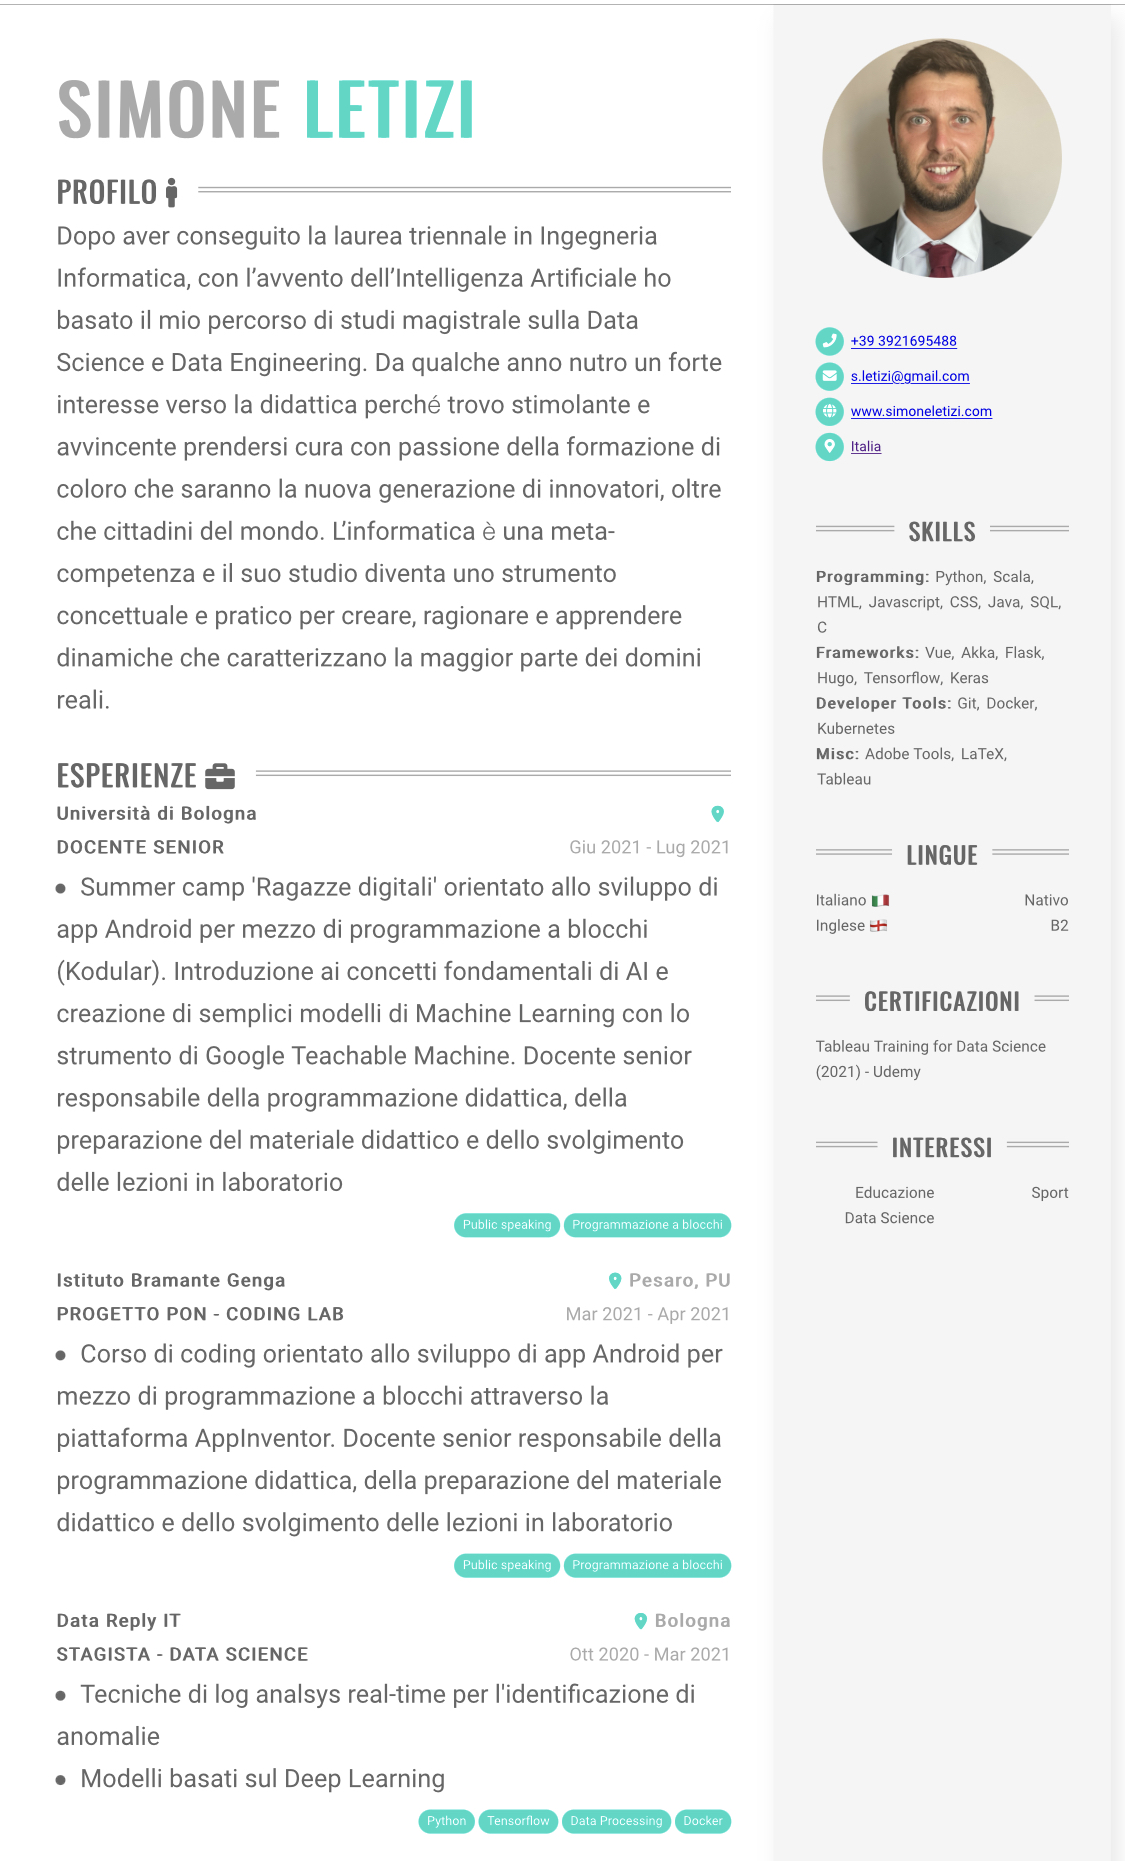 SIMONE LETIZI
PROFILO
Dopo aver conseguito la laurea triennale in Ingegneria
Informatica, con l’avvento dell’Intelligenza Artificiale ho
basato il mio percorso di studi magistrale sulla Data
Science e Data Engineering. Da qualche anno nutro un forte
interesse verso la didattica perché trovo stimolante e
avvincente prendersi cura con passione della formazione di
coloro che saranno la nuova generazione di innovatori, oltre
che cittadini del mondo. L’informatica è una meta-
competenza e il suo studio diventa uno strumento
concettuale e pratico per creare, ragionare e apprendere
dinamiche che caratterizzano la maggior parte dei domini
reali.
ESPERIENZE
Università di Bologna
DOCENTE SENIOR Giu 2021 - Lug 2021
• Summer camp 'Ragazze digitali' orientato allo sviluppo di
app Android per mezzo di programmazione a blocchi
(Kodular). Introduzione ai concetti fondamentali di AI e
creazione di semplici modelli di Machine Learning con lo
strumento di Google Teachable Machine. Docente senior
responsabile della programmazione didattica, della
preparazione del materiale didattico e dello svolgimento
delle lezioni in laboratorio
Public speaking Programmazione a blocchi
Istituto Bramante Genga Pesaro, PU
PROGETTO PON - CODING LAB Mar 2021 - Apr 2021
• Corso di coding orientato allo sviluppo di app Android per
mezzo di programmazione a blocchi attraverso la
piattaforma AppInventor. Docente senior responsabile della
programmazione didattica, della preparazione del materiale
didattico e dello svolgimento delle lezioni in laboratorio
Public speaking Programmazione a blocchi
Data Reply IT Bologna
STAGISTA - DATA SCIENCE Ott 2020 - Mar 2021
• Tecniche di log analsys real-time per l'identificazione di
anomalie
• Modelli basati sul Deep Learning
Python Tensorflow Data Processing Docker
+39 3921695488
s.letizi@gmail.com
www.simoneletizi.com
Italia
SKILLS
Programming: Python, Scala,
HTML, Javascript, CSS, Java, SQL,
C
Frameworks: Vue, Akka, Flask,
Hugo, Tensorflow, Keras
Developer Tools: Git, Docker,
Kubernetes
Misc: Adobe Tools, LaTeX,
Tableau
LINGUE
Italiano Nativo
Inglese B2
CERTIFICAZIONI
Tableau Training for Data Science
(2021) - Udemy
INTERESSI
Educazione Sport
Data Science